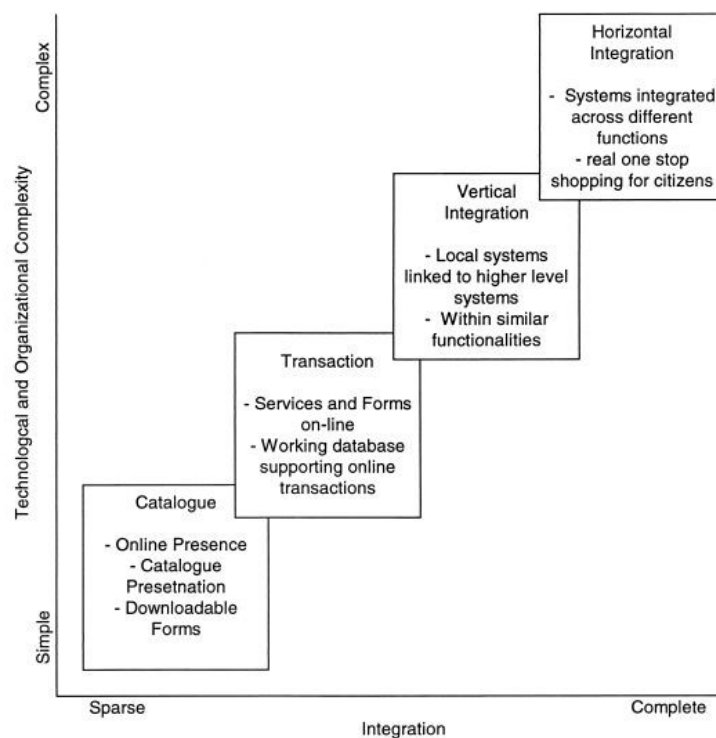 Complex
Technologcal and Organizational Complexity
Simple
Horizontal
Integration
- Systems integrated
across different
functions
- real one stop
shopping for citizens
Vertical
Integration
- Local systems
linked to higher level
systems
- Within similar
functionalities
Transaction
- Services and Forms
on-line
- Working database
supporting online
transactions
Catalogue
- Online Presence
- Catalogue
Presetnation
- Downloadable
Forms
Sparse
Complete
Integration